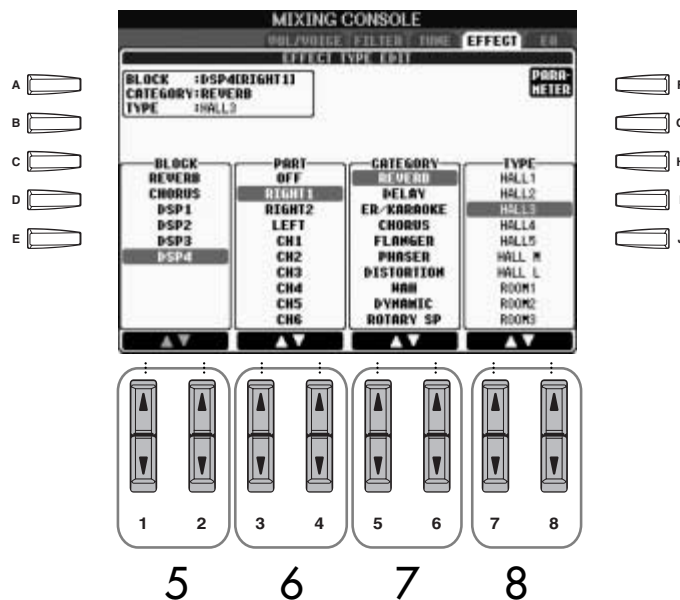 MIXING CONSOLE
VOL/VOICE FILTER TUNE EFFECT EQ
EFFECT TYPE EDIT
BLOCK :DSP4[RIGHT1]
CATEGORY:REVERB
TYPE :HALL3
PARA-
METER
A
B
C
D
E
BLOCK
REVERB
CHORUS
DSP1
DSP2
DSP3
DSP4
PART
OFF
RIGHT1
RIGHT2
LEFT
CH1
CH2
CH3
CH4
CH5
CH6
CATEGORY
REVERB
DELAY
ER/KARAOKE
CHORUS
FLANGER
PHASER
DISTORTION
WAH
DYNAMIC
ROTARY SP
TYPE
HALL1
HALL2
HALL3
HALL4
HALL5
HALL M
HALL L
ROOM1
ROOM2
ROOM3
1 2 3 4 5 6 7 8
5 6 7 8